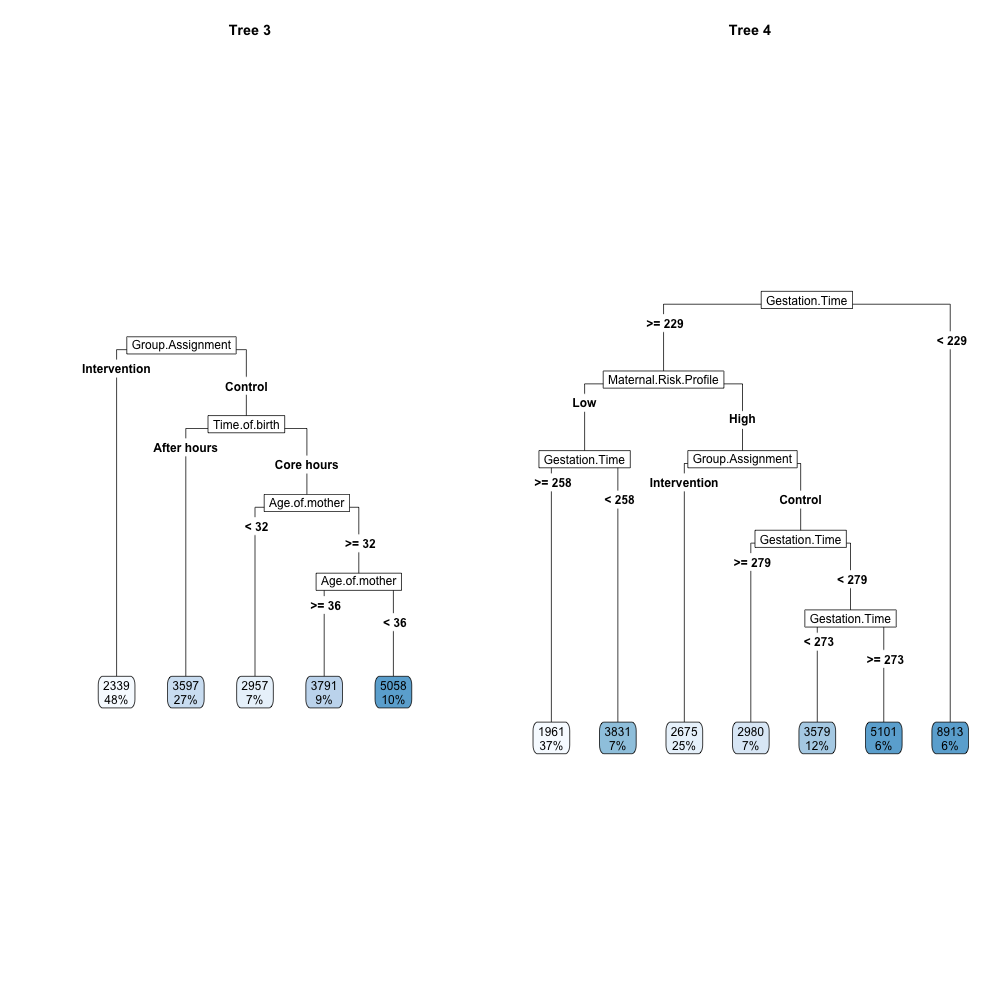 Tree 3
Group.Assignment
Intervention
Control
Time.of.birth
After hours
Core hours
Age.of.mother
< 32
>= 32
Age.of.mother
>= 36
< 36
2339
48%
3597
27%
2957
7%
3791
9%
5058
10%
Tree 4
Gestation.Time
>= 229
< 229
Maternal.Risk.Profile
Low
High
Gestation.Time
Group.Assignment
>= 258
< 258
Intervention
Control
Gestation.Time
>= 279
< 279
Gestation.Time
< 273
>= 273
1961
37%
3831
7%
2675
25%
2980
7%
3579
12%
5101
6%
8913
6%